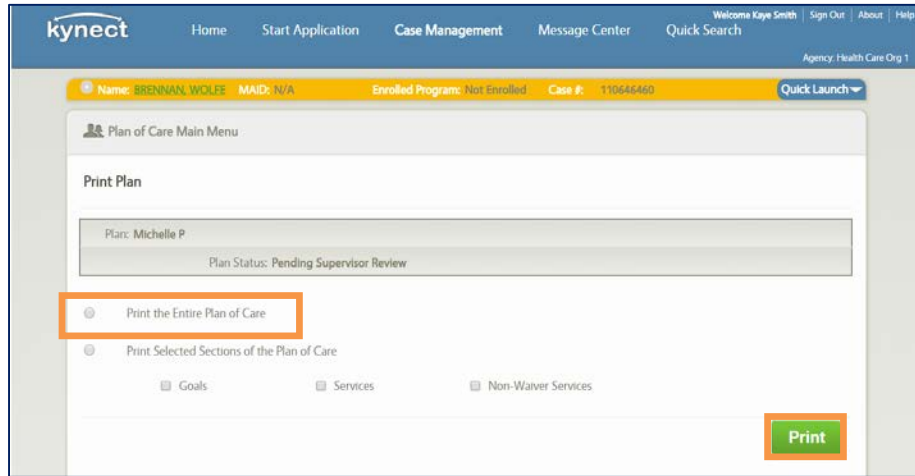 Welcome Kaye Smith | Sign Out | About | Help
kynect Home Start Application Case Management Message Center Quick Search
Agency: Health Care Org 1
Name: BRENNAN, WOLFE MAID: N/A Enrolled Program: Not Enrolled Case #: 110646460 Quick Launch
Plan of Care Main Menu
Print Plan
Plan: Michelle P
Plan Status: Pending Supervisor Review
Print the Entire Plan of Care
Print Selected Sections of the Plan of Care
Goals Services Non-Waiver Services
Print